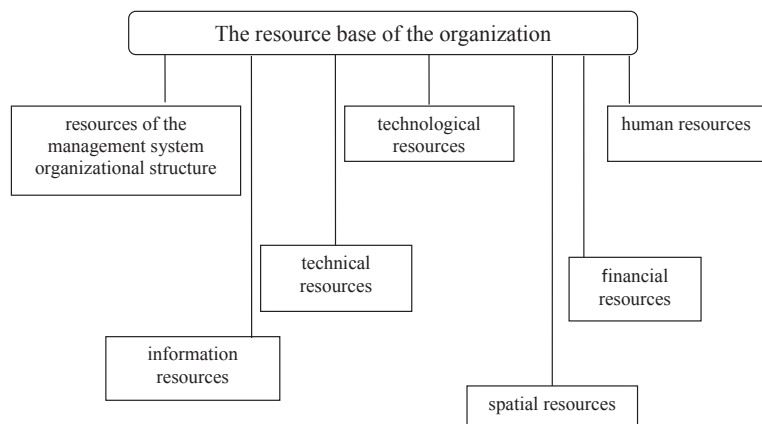 The resource base of the organization
resources of the
management system
organizational structure
technological
resources
human resources
technical
resources
financial
resources
information
resources
spatial resources